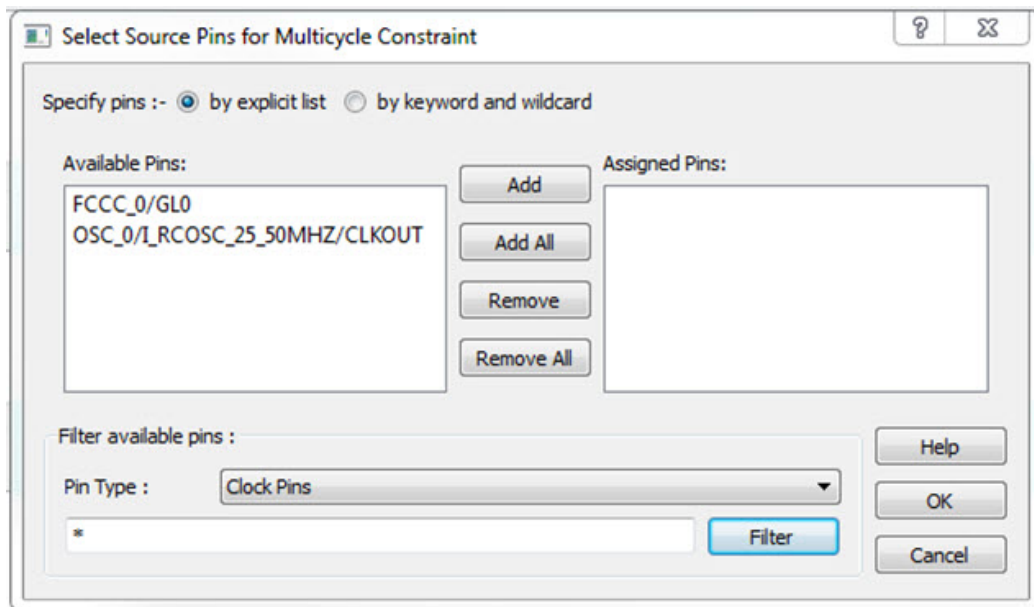 Select Source Pins for Multicycle Constraint
?
Specify pins :- by explicit list by keyword and wildcard
Available Pins:
FCCC_0/GL0
OSC_0/I_RCOSC_25_50MHZ/CLKOUT
Add
Add All
Remove
Remove All
Assigned Pins:
Filter available pins :
Pin Type : Clock Pins
*
Filter
Help
OK
Cancel